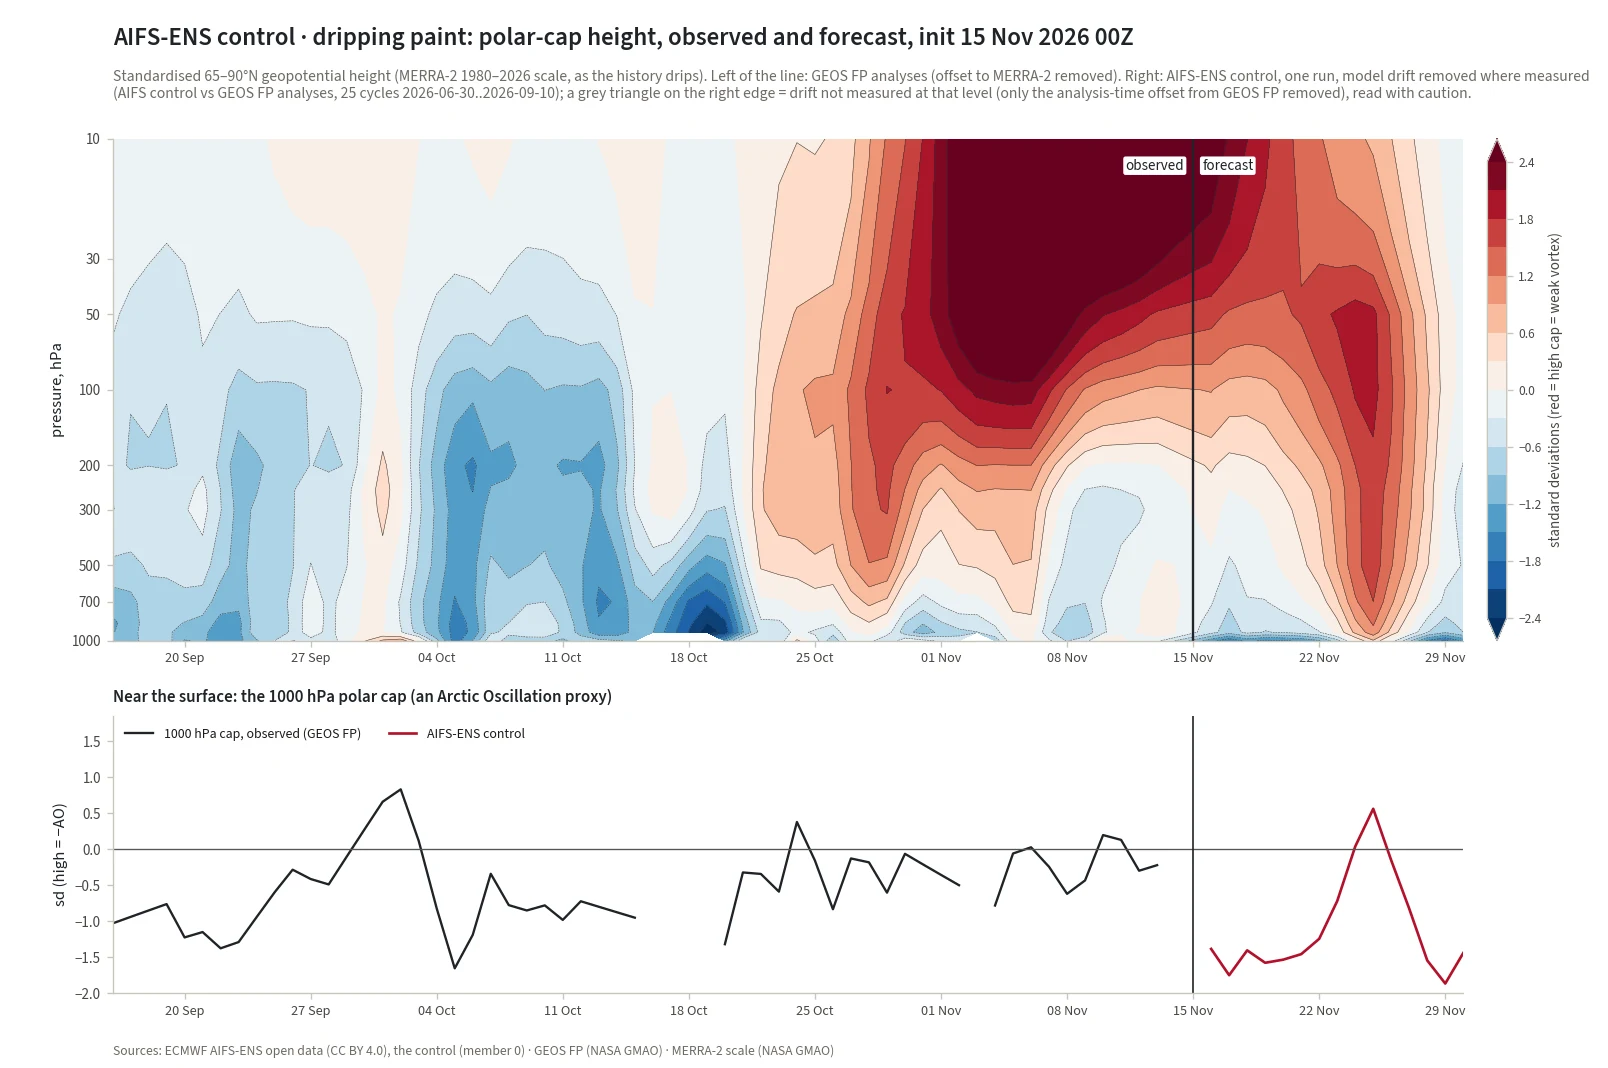 AIFS-ENS control · dripping paint: polar-cap height, observed and forecast, init 15 Nov 2026 00Z
Standardised 65–90°N geopotential height (MERRA-2 1980–2026 scale, as the history drips). Left of the line: GEOS FP analyses (offset to MERRA-2 removed). Right: AIFS-ENS control, one run, model drift removed where measured
(AIFS control vs GEOS FP analyses, 25 cycles 2026-06-30..2026-09-10); a grey triangle on the right edge = drift not measured at that level (only the analysis-time offset from GEOS FP removed), read with caution.
pressure, hPa
10
30
50
100
200
300
500
700
1000
observed
forecast
20 Sep
27 Sep
04 Oct
11 Oct
18 Oct
25 Oct
01 Nov
08 Nov
15 Nov
22 Nov
29 Nov
2.4
1.8
1.2
0.6
0.0
−0.6
−1.2
−1.8
−2.4
standard deviations (red = high cap = weak vortex)
Near the surface: the 1000 hPa polar cap (an Arctic Oscillation proxy)
1000 hPa cap, observed (GEOS FP)
AIFS-ENS control
sd (high = −AO)
1.5
1.0
0.5
0.0
−0.5
−1.0
−1.5
−2.0
20 Sep
27 Sep
04 Oct
11 Oct
18 Oct
25 Oct
01 Nov
08 Nov
15 Nov
22 Nov
29 Nov
Sources: ECMWF AIFS-ENS open data (CC BY 4.0), the control (member 0) · GEOS FP (NASA GMAO) · MERRA-2 scale (NASA GMAO)